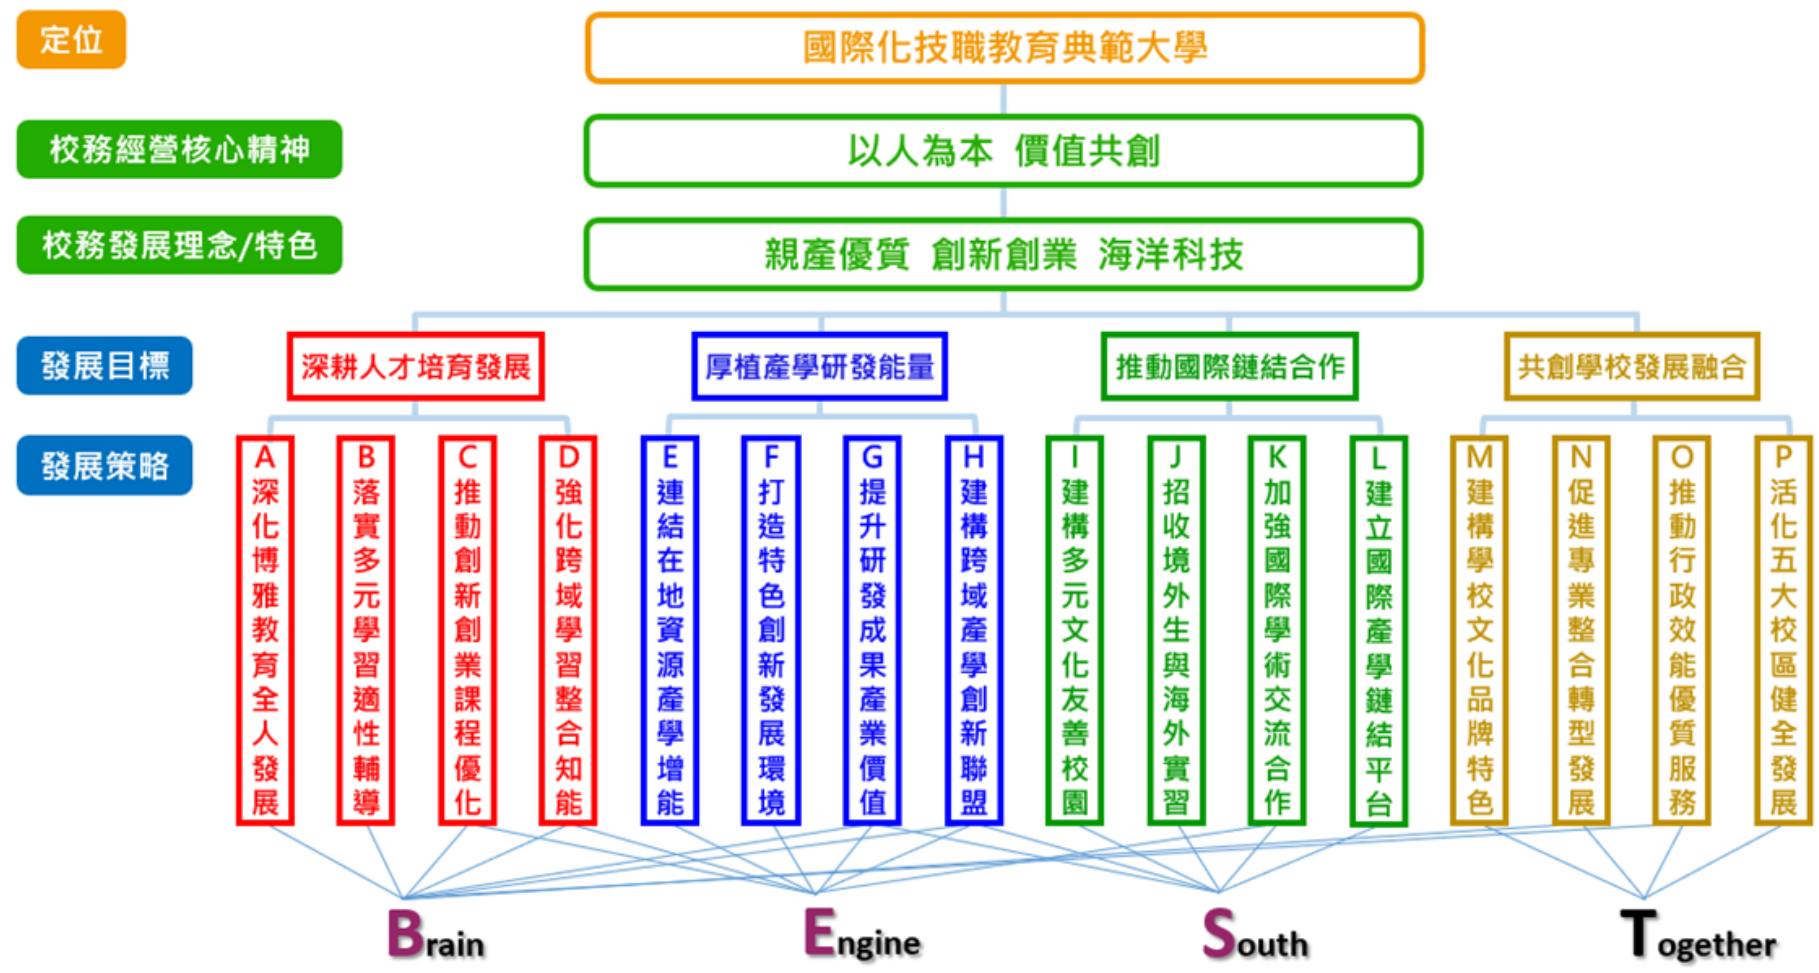 定位
國際化技職教育典範大學
校務經營核心精神
以人為本 價值共創
校務發展理念/特色
親產優質 創新創業 海洋科技
發展目標
深耕人才培育發展
厚植產學研發能量
推動國際鏈結合作
共創學校發展融合
發展策略
A深化博雅教育全人發展
B落實多元學習適性輔導
C推動創新創業課程優化
D強化跨域學習整合知能
E連結在地資源產學增能
F打造特色創新發展環境
G提升研發成果產業價值
H建構跨域產學創新聯盟
I建構多元文化友善校園
J招收境外生與海外實習
K加強國際學術交流合作
L建立國際產學鏈結平台
M建構學校文化品牌特色
N促進專業整合轉型發展
O推動行政效能優質服務
P活化五大校區健全發展
Brain
Engine
South
Together